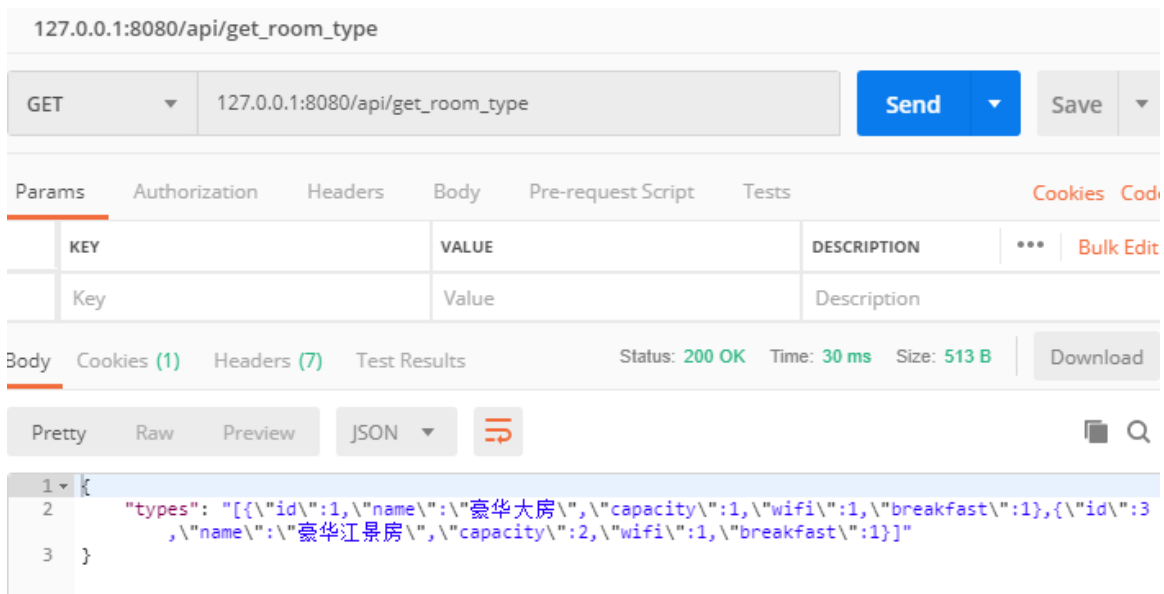 127.0.0.1:8080/api/get_room_type
GET 127.0.0.1:8080/api/get_room_type Send Save
Params Authorization Headers Body Pre-request Script Tests Cookies Code
KEY VALUE DESCRIPTION ••• Bulk Edit
Key Value Description
Body Cookies (1) Headers (7) Test Results Status: 200 OK Time: 30 ms Size: 513 B Download
Pretty Raw Preview JSON
1 {
2 "types": "[{\"id\":1,\"name\":\"豪华大房\",\"capacity\":1,\"wifi\":1,\"breakfast\":1},{\"id\":3
,\"name\":\"豪华江景房\",\"capacity\":2,\"wifi\":1,\"breakfast\":1}]"
3 }